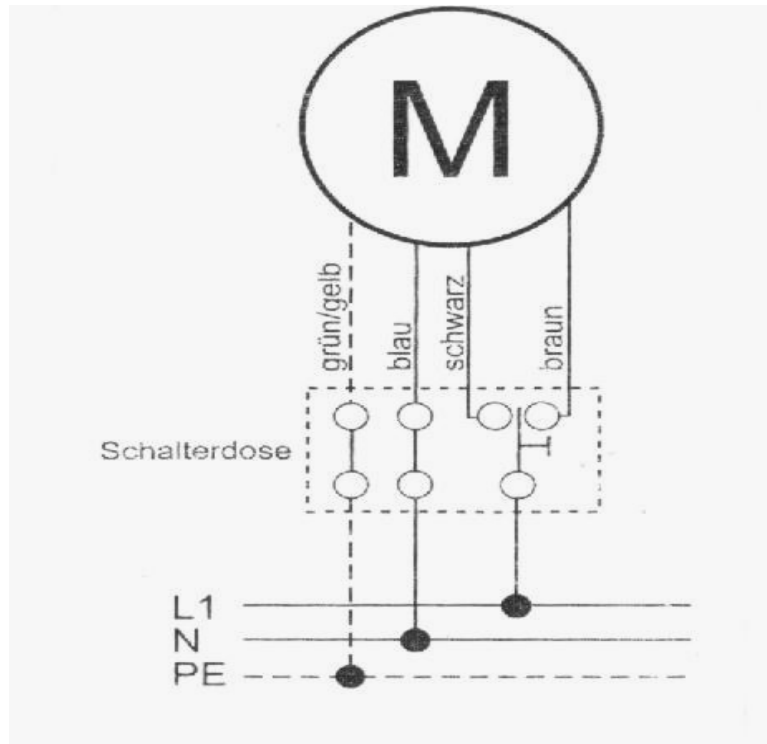 M
grün/gelb
blau
schwarz
braun
Schalterdose
L1
N
PE